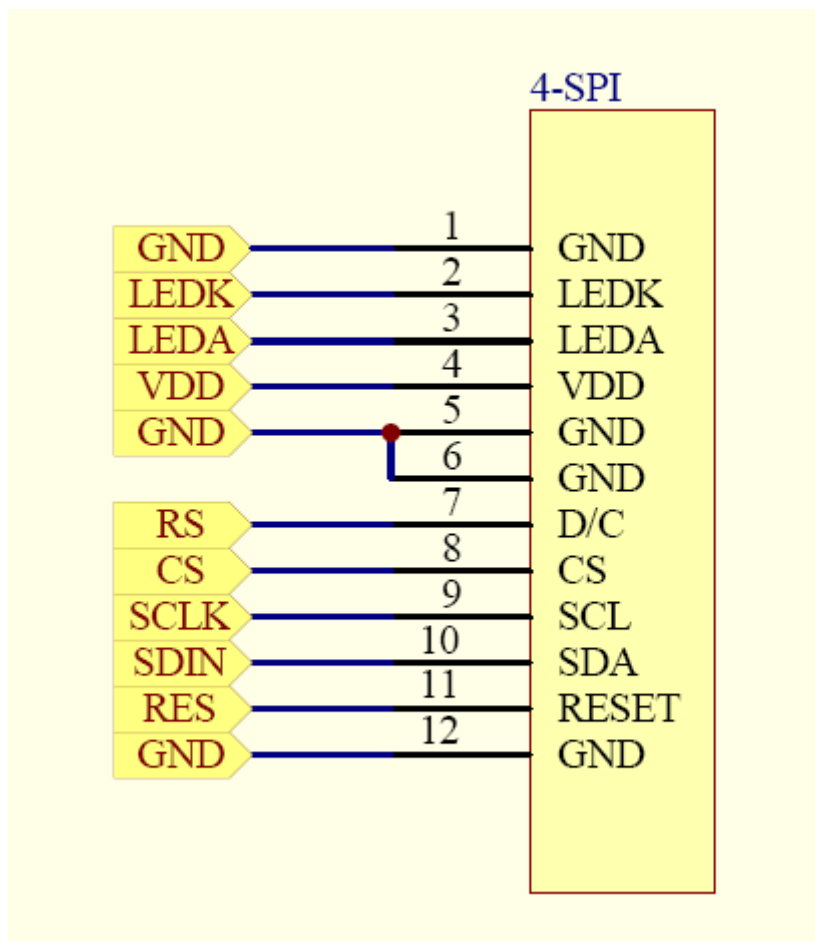 4-SPI
GND 1 GND
LEDK 2 LEDK
LEDA 3 LEDA
VDD 4 VDD
GND 5 GND
6 GND
RS 7 D/C
CS 8 CS
SCLK 9 SCL
SDIN 10 SDA
RES 11 RESET
GND 12 GND